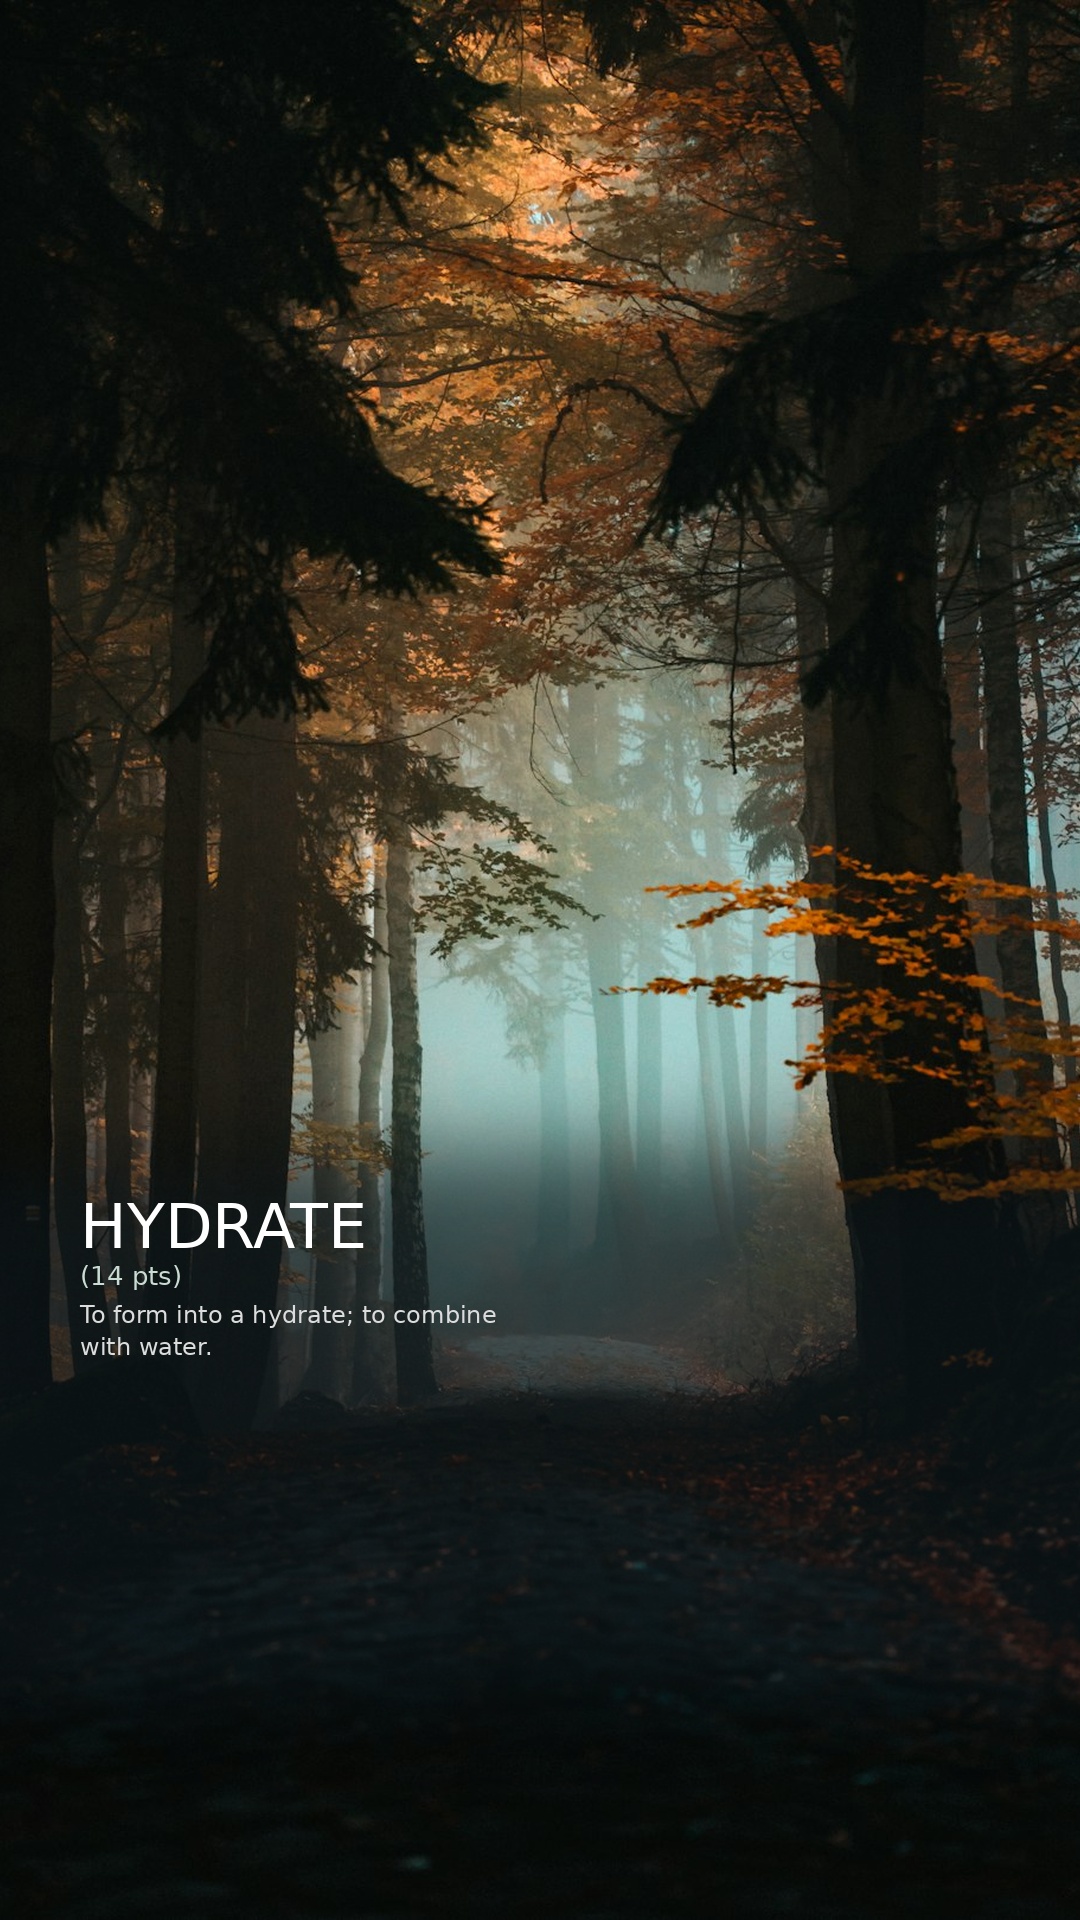 HYDRATE
(14 pts)
To form into a hydrate; to combine
with water.